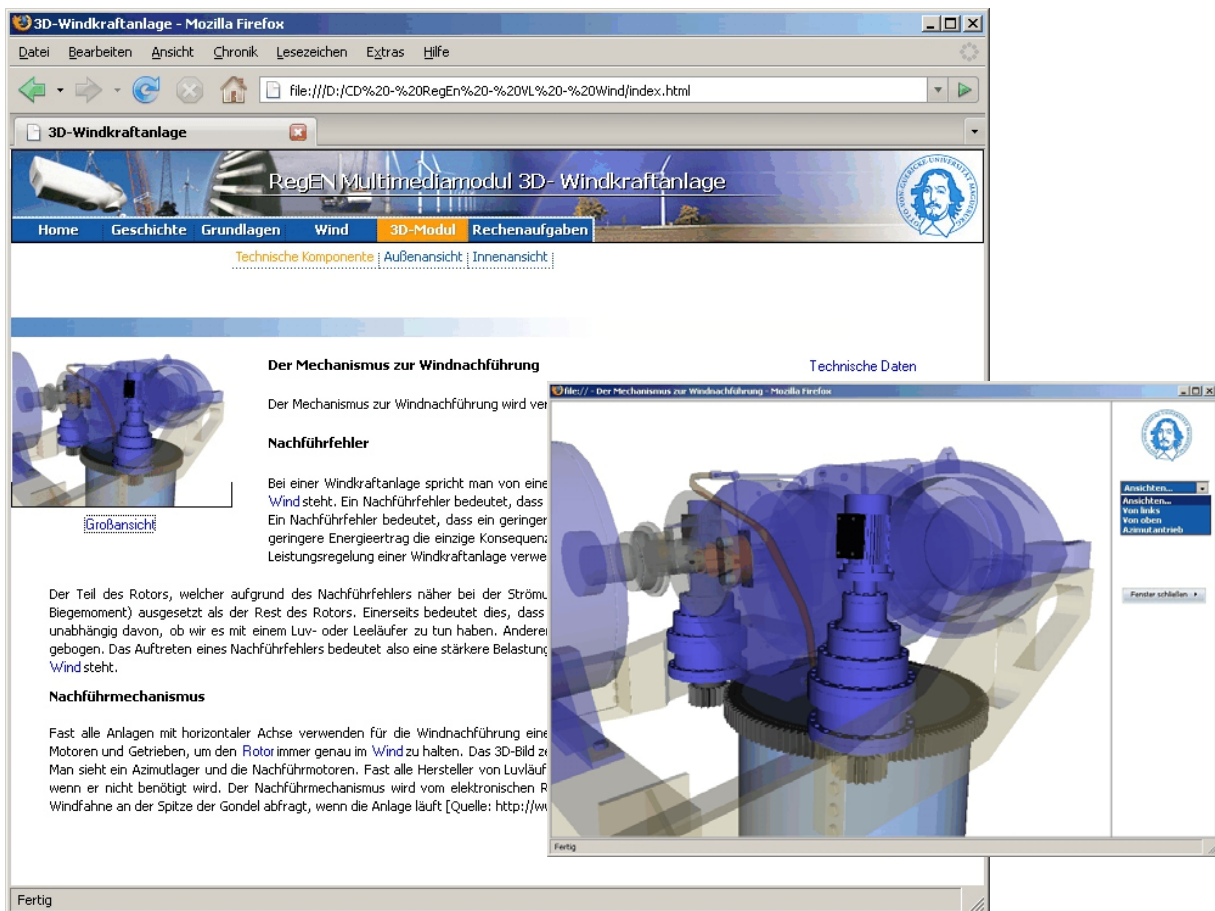 3D-Windkraftanlage - Mozilla Firefox
Datei Bearbeiten Ansicht Chronik Lesezeichen Extras Hilfe
file:///D:/CD%20-%20RegEn%20-%20VL%20-%20Wind/index.html
3D-Windkraftanlage
RegEN Multimediamodul 3D- Windkraftanlage
OTTO-VON-GUERICKE-UNIVERSITÄT MAGDEBURG
Home Geschichte Grundlagen Wind 3D-Modul Rechenaufgaben
Technische Komponente Außenansicht Innenansicht
Der Mechanismus zur Windnachführung
Technische Daten
Der Mechanismus zur Windnachführung wird ver
Nachführfehler
Bei einer Windkraftanlage spricht man von eine
Wind steht. Ein Nachführfehler bedeutet, dass
Ein Nachführfehler bedeutet, dass ein geringer
geringere Energieertrag die einzige Konsequenz
Leistungsregelung einer Windkraftanlage verwe
Großansicht
Der Teil des Rotors, welcher aufgrund des Nachführfehlers näher bei der Strömu
Biegemoment) ausgesetzt als der Rest des Rotors. Einerseits bedeutet dies, dass
unabhängig davon, ob wir es mit einem Luv- oder Leeläufer zu tun haben. Anderer
gebogen. Das Auftreten eines Nachführfehlers bedeutet also eine stärkere Belastung
Wind steht.
Nachführmechanismus
Fast alle Anlagen mit horizontaler Achse verwenden für die Windnachführung eine
Motoren und Getrieben, um den Rotor immer genau im Wind zu halten. Das 3D-Bild ze
Man sieht ein Azimutlager und die Nachführmotoren. Fast alle Hersteller von Luvläuf
wenn er nicht benötigt wird. Der Nachführmechanismus wird vom elektronischen R
Windfahne an der Spitze der Gondel abfragt, wenn die Anlage läuft [Quelle: http://wv
Fertig
file:// - Der Mechanismus zur Windnachführung - Mozilla Firefox
Ansichten...
Ansichten...
Von links
Von oben
Azimutantrieb
Fenster schließen
Fertig